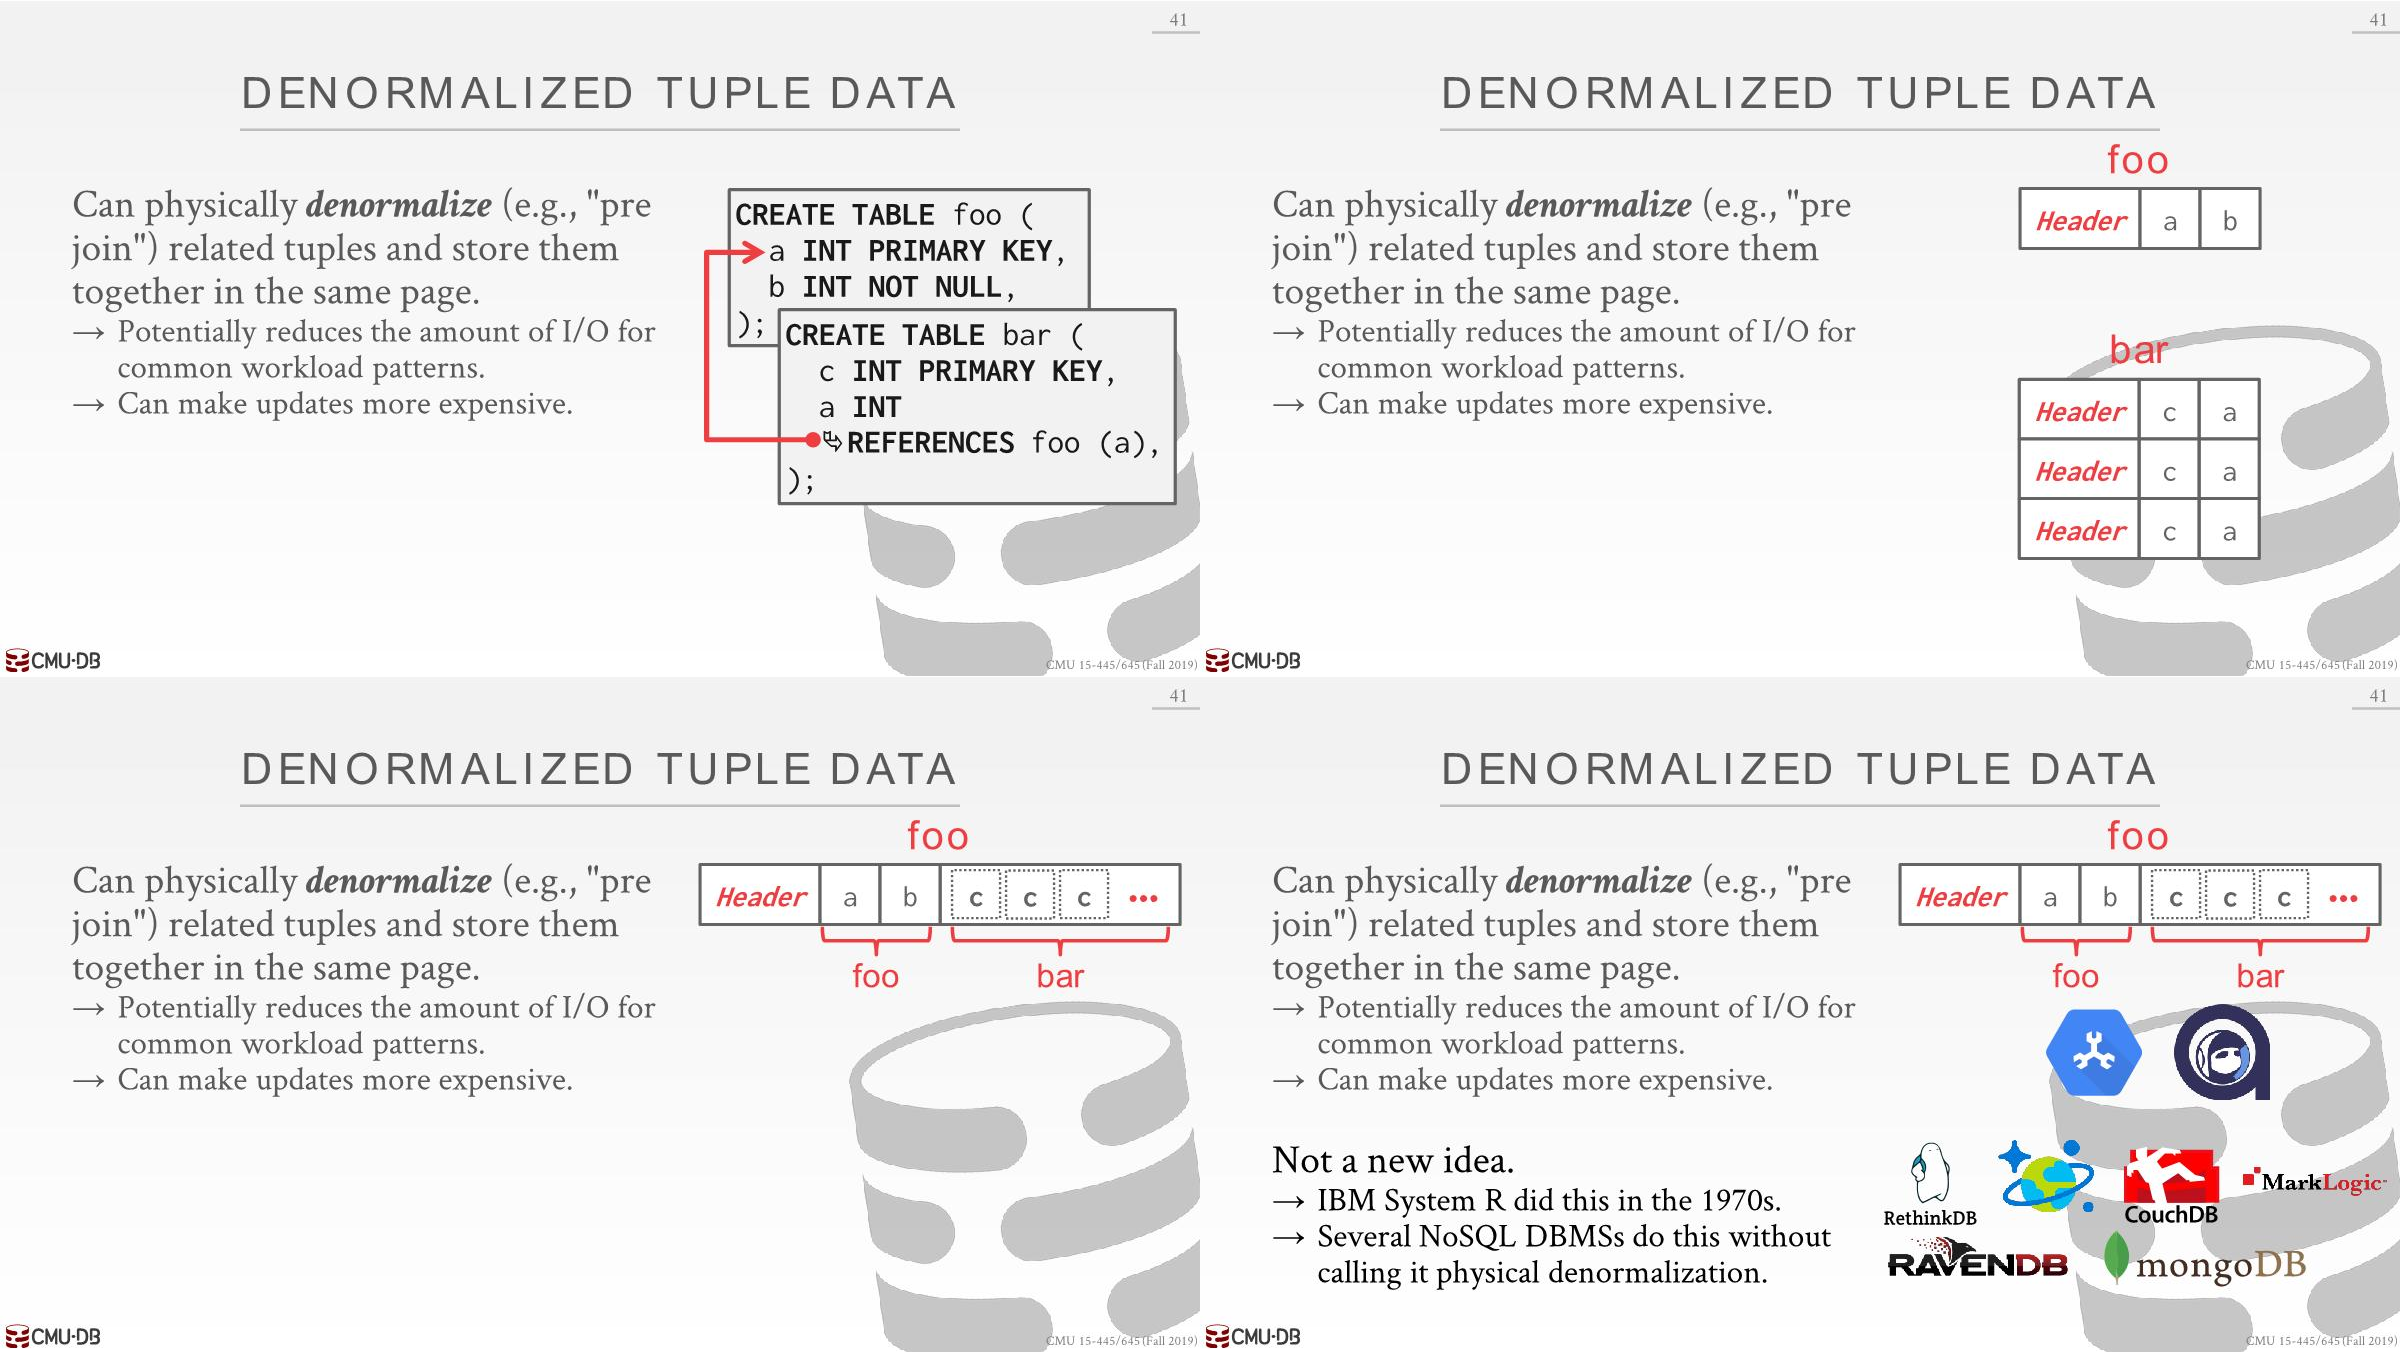 41
DENORMALIZED TUPLE DATA
Can physically denormalize (e.g., "pre
join") related tuples and store them
together in the same page.
→ Potentially reduces the amount of I/O for
common workload patterns.
→ Can make updates more expensive.
CREATE TABLE foo (
a INT PRIMARY KEY,
b INT NOT NULL,
);
CREATE TABLE bar (
c INT PRIMARY KEY,
a INT
↳REFERENCES foo (a),
);
CMU·DB
CMU 15-445/645 (Fall 2019)
41
DENORMALIZED TUPLE DATA
Can physically denormalize (e.g., "pre
join") related tuples and store them
together in the same page.
→ Potentially reduces the amount of I/O for
common workload patterns.
→ Can make updates more expensive.
foo
Header a b
bar
Header c a
Header c a
Header c a
CMU·DB
CMU 15-445/645 (Fall 2019)
41
DENORMALIZED TUPLE DATA
Can physically denormalize (e.g., "pre
join") related tuples and store them
together in the same page.
→ Potentially reduces the amount of I/O for
common workload patterns.
→ Can make updates more expensive.
foo
Header a b c c c ...
foo bar
CMU·DB
CMU 15-445/645 (Fall 2019)
41
DENORMALIZED TUPLE DATA
Can physically denormalize (e.g., "pre
join") related tuples and store them
together in the same page.
→ Potentially reduces the amount of I/O for
common workload patterns.
→ Can make updates more expensive.
Not a new idea.
→ IBM System R did this in the 1970s.
→ Several NoSQL DBMSs do this without
calling it physical denormalization.
foo
Header a b c c c ...
foo bar
RethinkDB
CouchDB
MarkLogic
RAVENDB
mongoDB
CMU·DB
CMU 15-445/645 (Fall 2019)